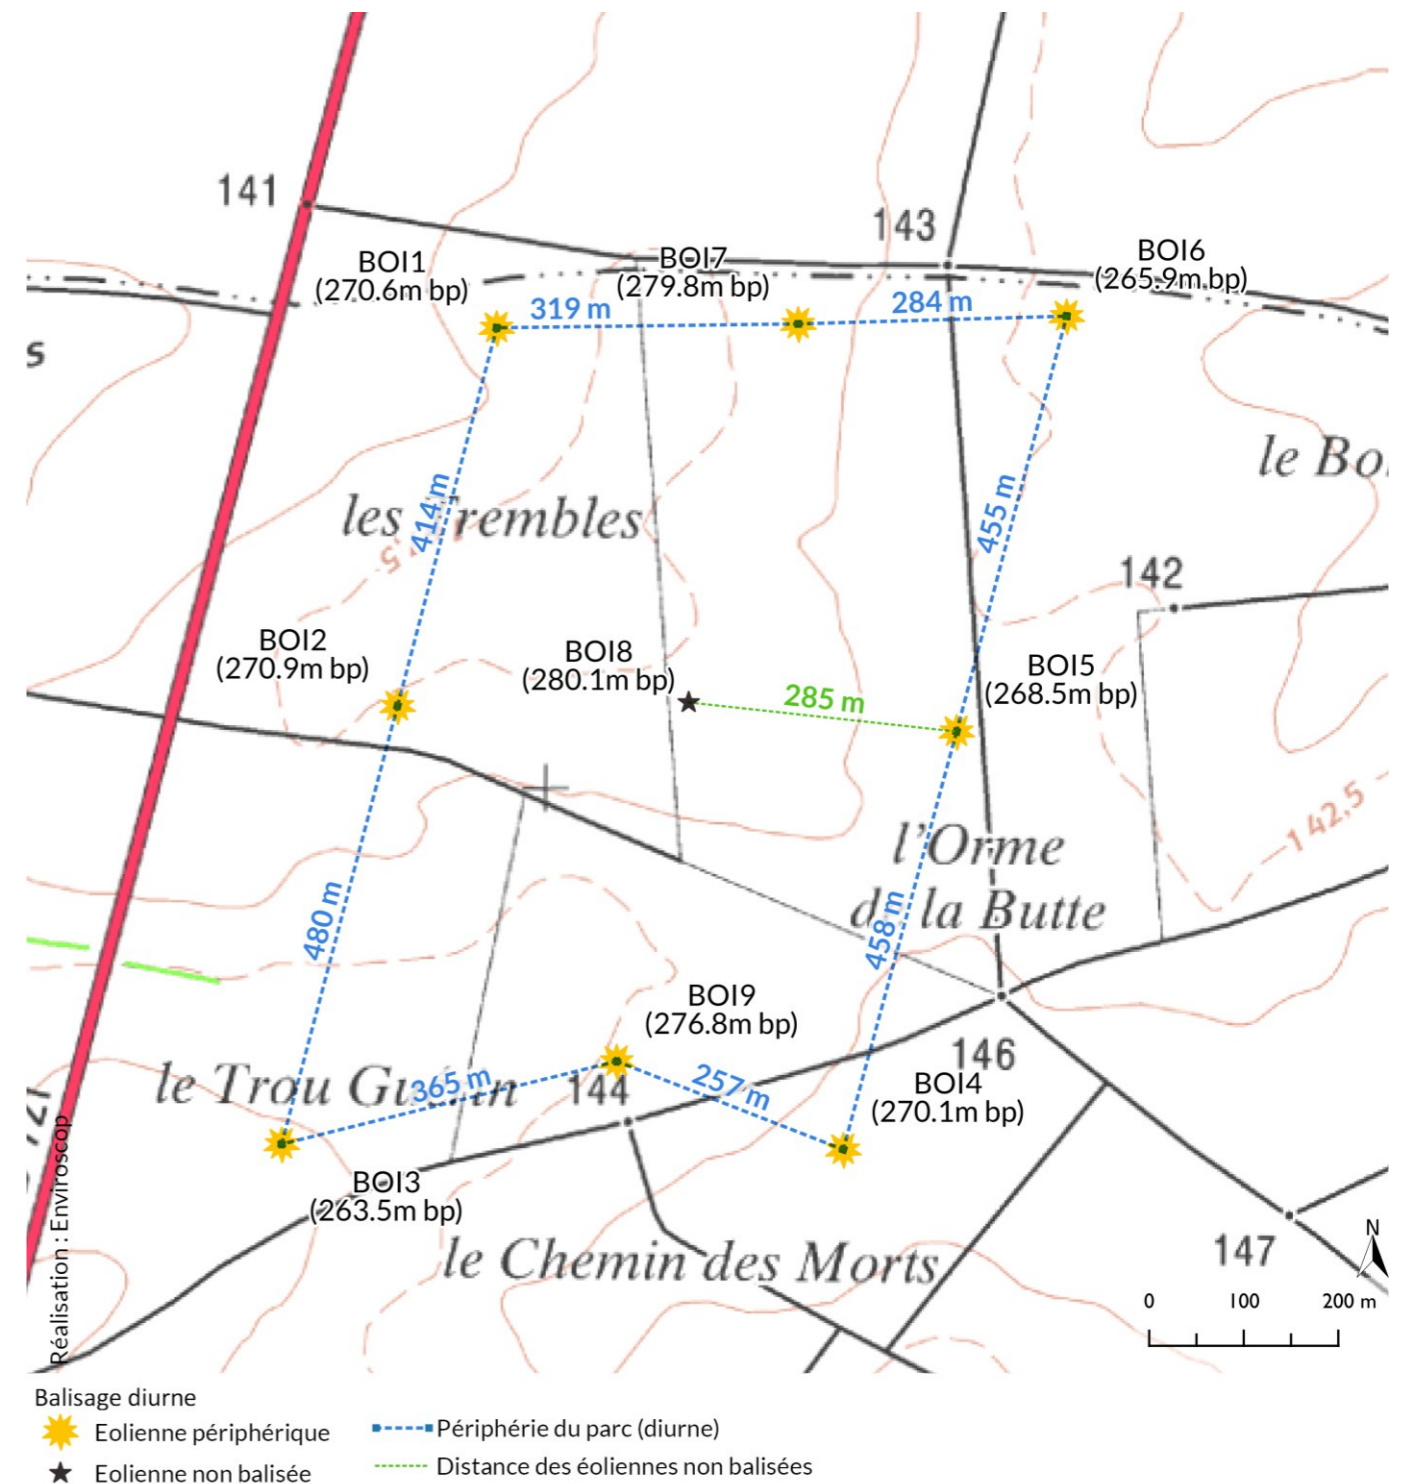 141
143
BOI1
(270.6m bp)
BOI7
(279.8m bp)
BOI6
(265.9m bp)
319 m
284 m
s
le Bo
414 m
les Trembles
5
455 m
142
BOI2
(270.9m bp)
BOI8
(280.1m bp)
285 m
BOI5
(268.5m bp)
142.5
l'Orme
de la Butte
480 m
458 m
BOI9
(276.8m bp)
le Trou Gu
365 m
144
257 m
146
BOI4
(270.1m bp)
BOI3
(263.5m bp)
le Chemin des Morts
147
N
0 100 200 m
Réalisation : Enviroscop
Balisage diurne
Eolienne périphérique
Périphérie du parc (diurne)
Eolienne non balisée
Distance des éoliennes non balisées